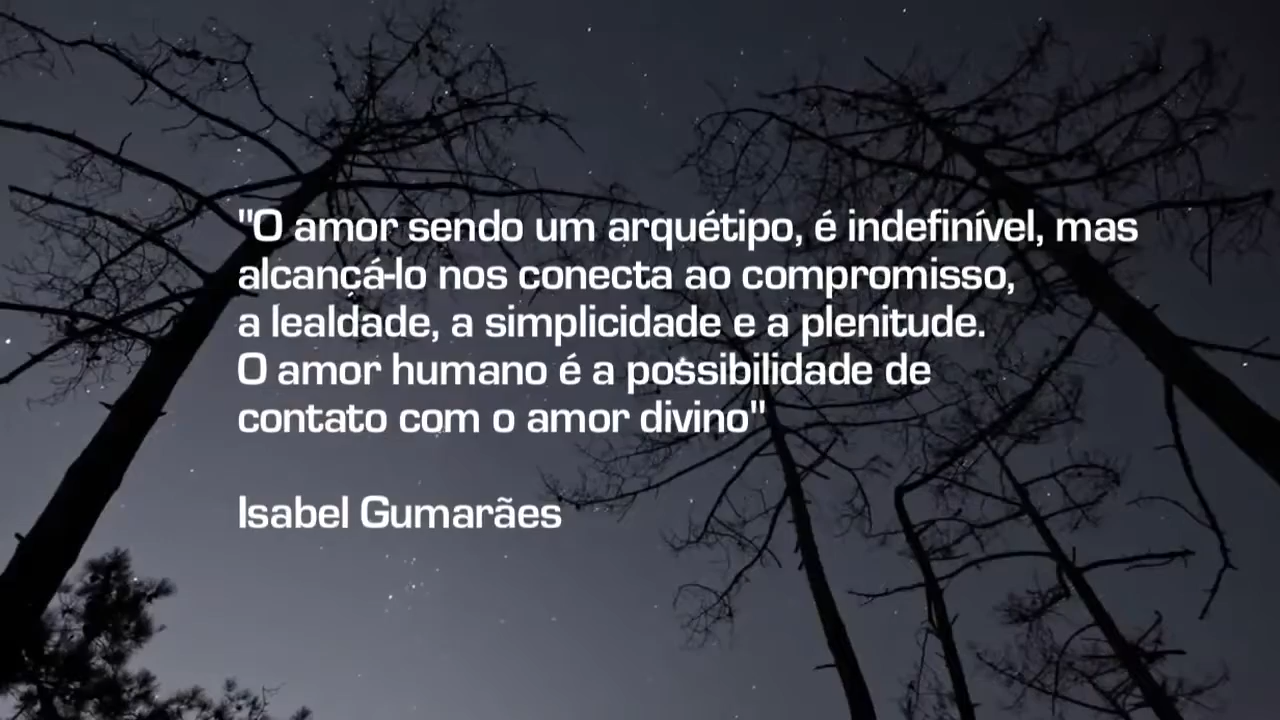 "O amor sendo um arquétipo, é indefinível, mas
alcançá-lo nos conecta ao compromisso,
a lealdade, a simplicidade e a plenitude.
O amor humano é a possibilidade de
contato com o amor divino"
Isabel Gumarães